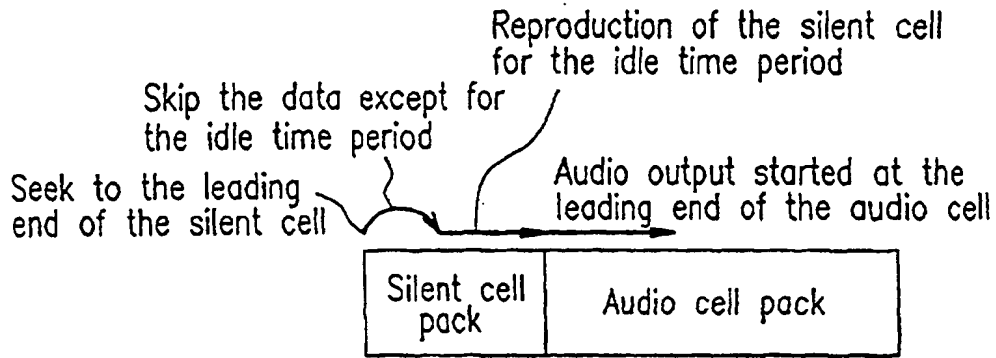 Reproduction of the silent cell
for the idle time period
Skip the data except for
the idle time period
Seek to the leading
end of the silent cell
Audio output started at the
leading end of the audio cell
Silent cell
pack
Audio cell pack